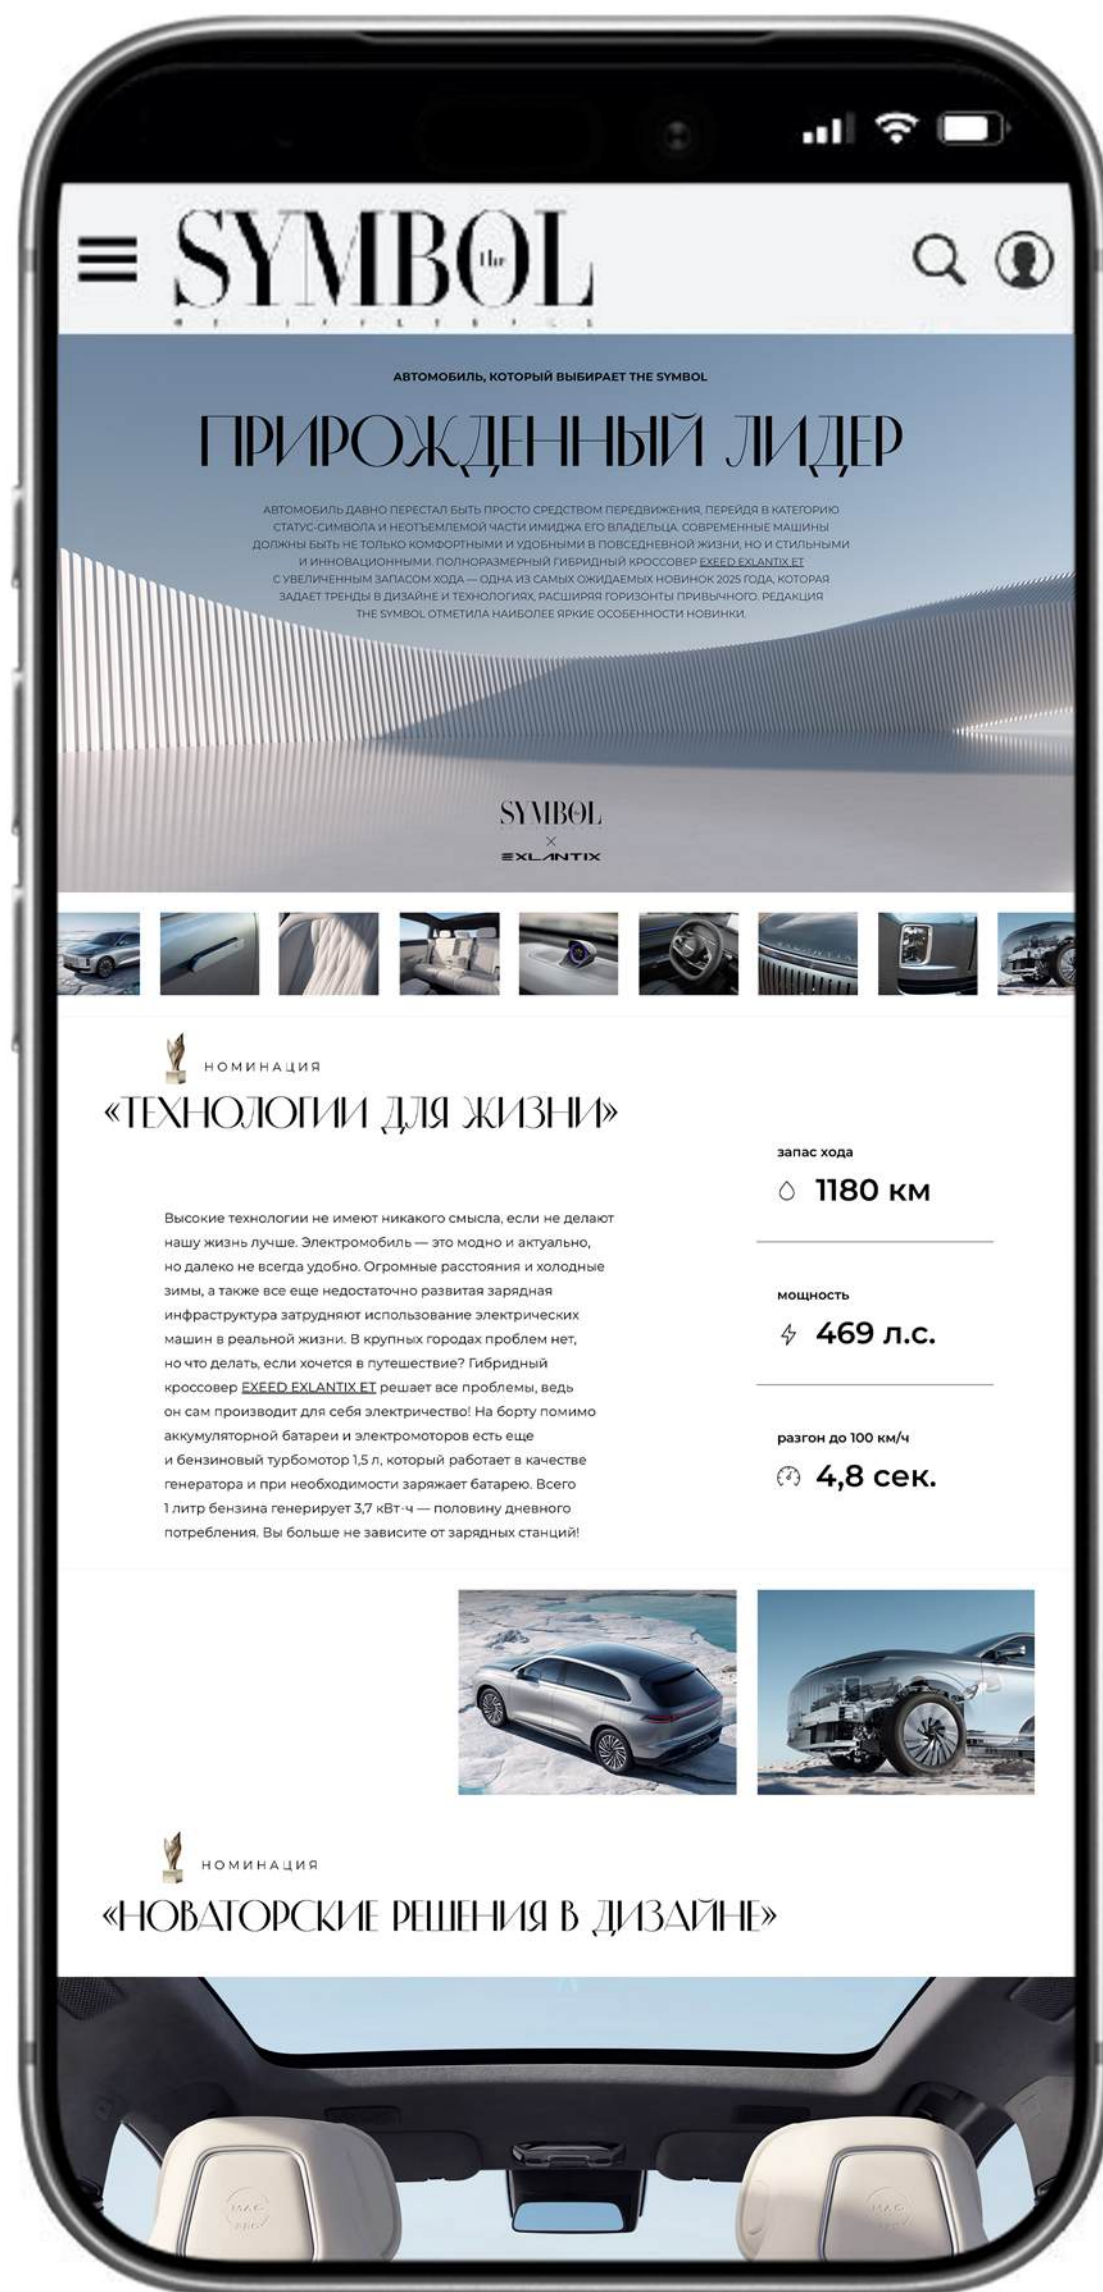 SYMBOL
the
АВТОМОБИЛЬ, КОТОРЫЙ ВЫБИРАЕТ THE SYMBOL
ПРИРОЖДЕННЫЙ ЛИДЕР
АВТОМОБИЛЬ ДАВНО ПЕРЕСТАЛ БЫТЬ ПРОСТО СРЕДСТВОМ ПЕРЕДВИЖЕНИЯ, ПЕРЕЙДЯ В КАТЕГОРИЮ
СТАТУС-СИМВОЛА И НЕОТЪЕМЛЕМОЙ ЧАСТИ ИМИДЖА ЕГО ВЛАДЕЛЬЦА. СОВРЕМЕННЫЕ МАШИНЫ
ДОЛЖНЫ БЫТЬ НЕ ТОЛЬКО КОМФОРТНЫМИ И УДОБНЫМИ В ПОВСЕДНЕВНОЙ ЖИЗНИ, НО И СТИЛЬНЫМИ
И ИННОВАЦИОННЫМИ. ПОЛНОРАЗМЕРНЫЙ ГИБРИДНЫЙ КРОССОВЕР EXEED EXLANTIX ET
С УВЕЛИЧЕННЫМ ЗАПАСОМ ХОДА — ОДНА ИЗ САМЫХ ОЖИДАЕМЫХ НОВИНОК 2025 ГОДА, КОТОРАЯ
ЗАДАЕТ ТРЕНДЫ В ДИЗАЙНЕ И ТЕХНОЛОГИЯХ, РАСШИРЯЯ ГОРИЗОНТЫ ПРИВЫЧНОГО. РЕДАКЦИЯ
THE SYMBOL ОТМЕТИЛА НАИБОЛЕЕ ЯРКИЕ ОСОБЕННОСТИ НОВИНКИ.
SYMBOL
×
EXLANTIX
НОМИНАЦИЯ
«ТЕХНОЛОГИИ ДЛЯ ЖИЗНИ»
Высокие технологии не имеют никакого смысла, если не делают
нашу жизнь лучше. Электромобиль — это модно и актуально,
но далеко не всегда удобно. Огромные расстояния и холодные
зимы, а также все еще недостаточно развитая зарядная
инфраструктура затрудняют использование электрических
машин в реальной жизни. В крупных городах проблем нет,
но что делать, если хочется в путешествие? Гибридный
кроссовер EXEED EXLANTIX ET решает все проблемы, ведь
он сам производит для себя электричество! На борту помимо
аккумуляторной батареи и электромоторов есть еще
и бензиновый турбомотор 1,5 л, который работает в качестве
генератора и при необходимости заряжает батарею. Всего
1 литр бензина генерирует 3,7 кВт·ч — половину дневного
потребления. Вы больше не зависите от зарядных станций!
запас хода
1180 км
мощность
469 л.с.
разгон до 100 км/ч
4,8 сек.
НОМИНАЦИЯ
«НОВАТОРСКИЕ РЕШЕНИЯ В ДИЗАЙНЕ»